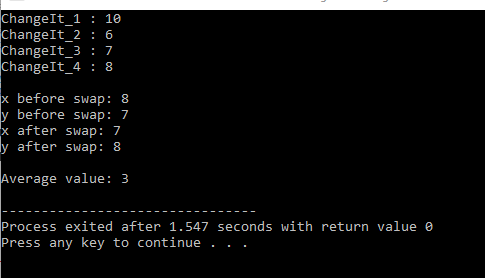 ChangeIt_1 : 10
ChangeIt_2 : 6
ChangeIt_3 : 7
ChangeIt_4 : 8
x before swap: 8
y before swap: 7
x after swap: 7
y after swap: 8
Average value: 3
--------------------------------
Process exited after 1.547 seconds with return value 0
Press any key to continue . . .